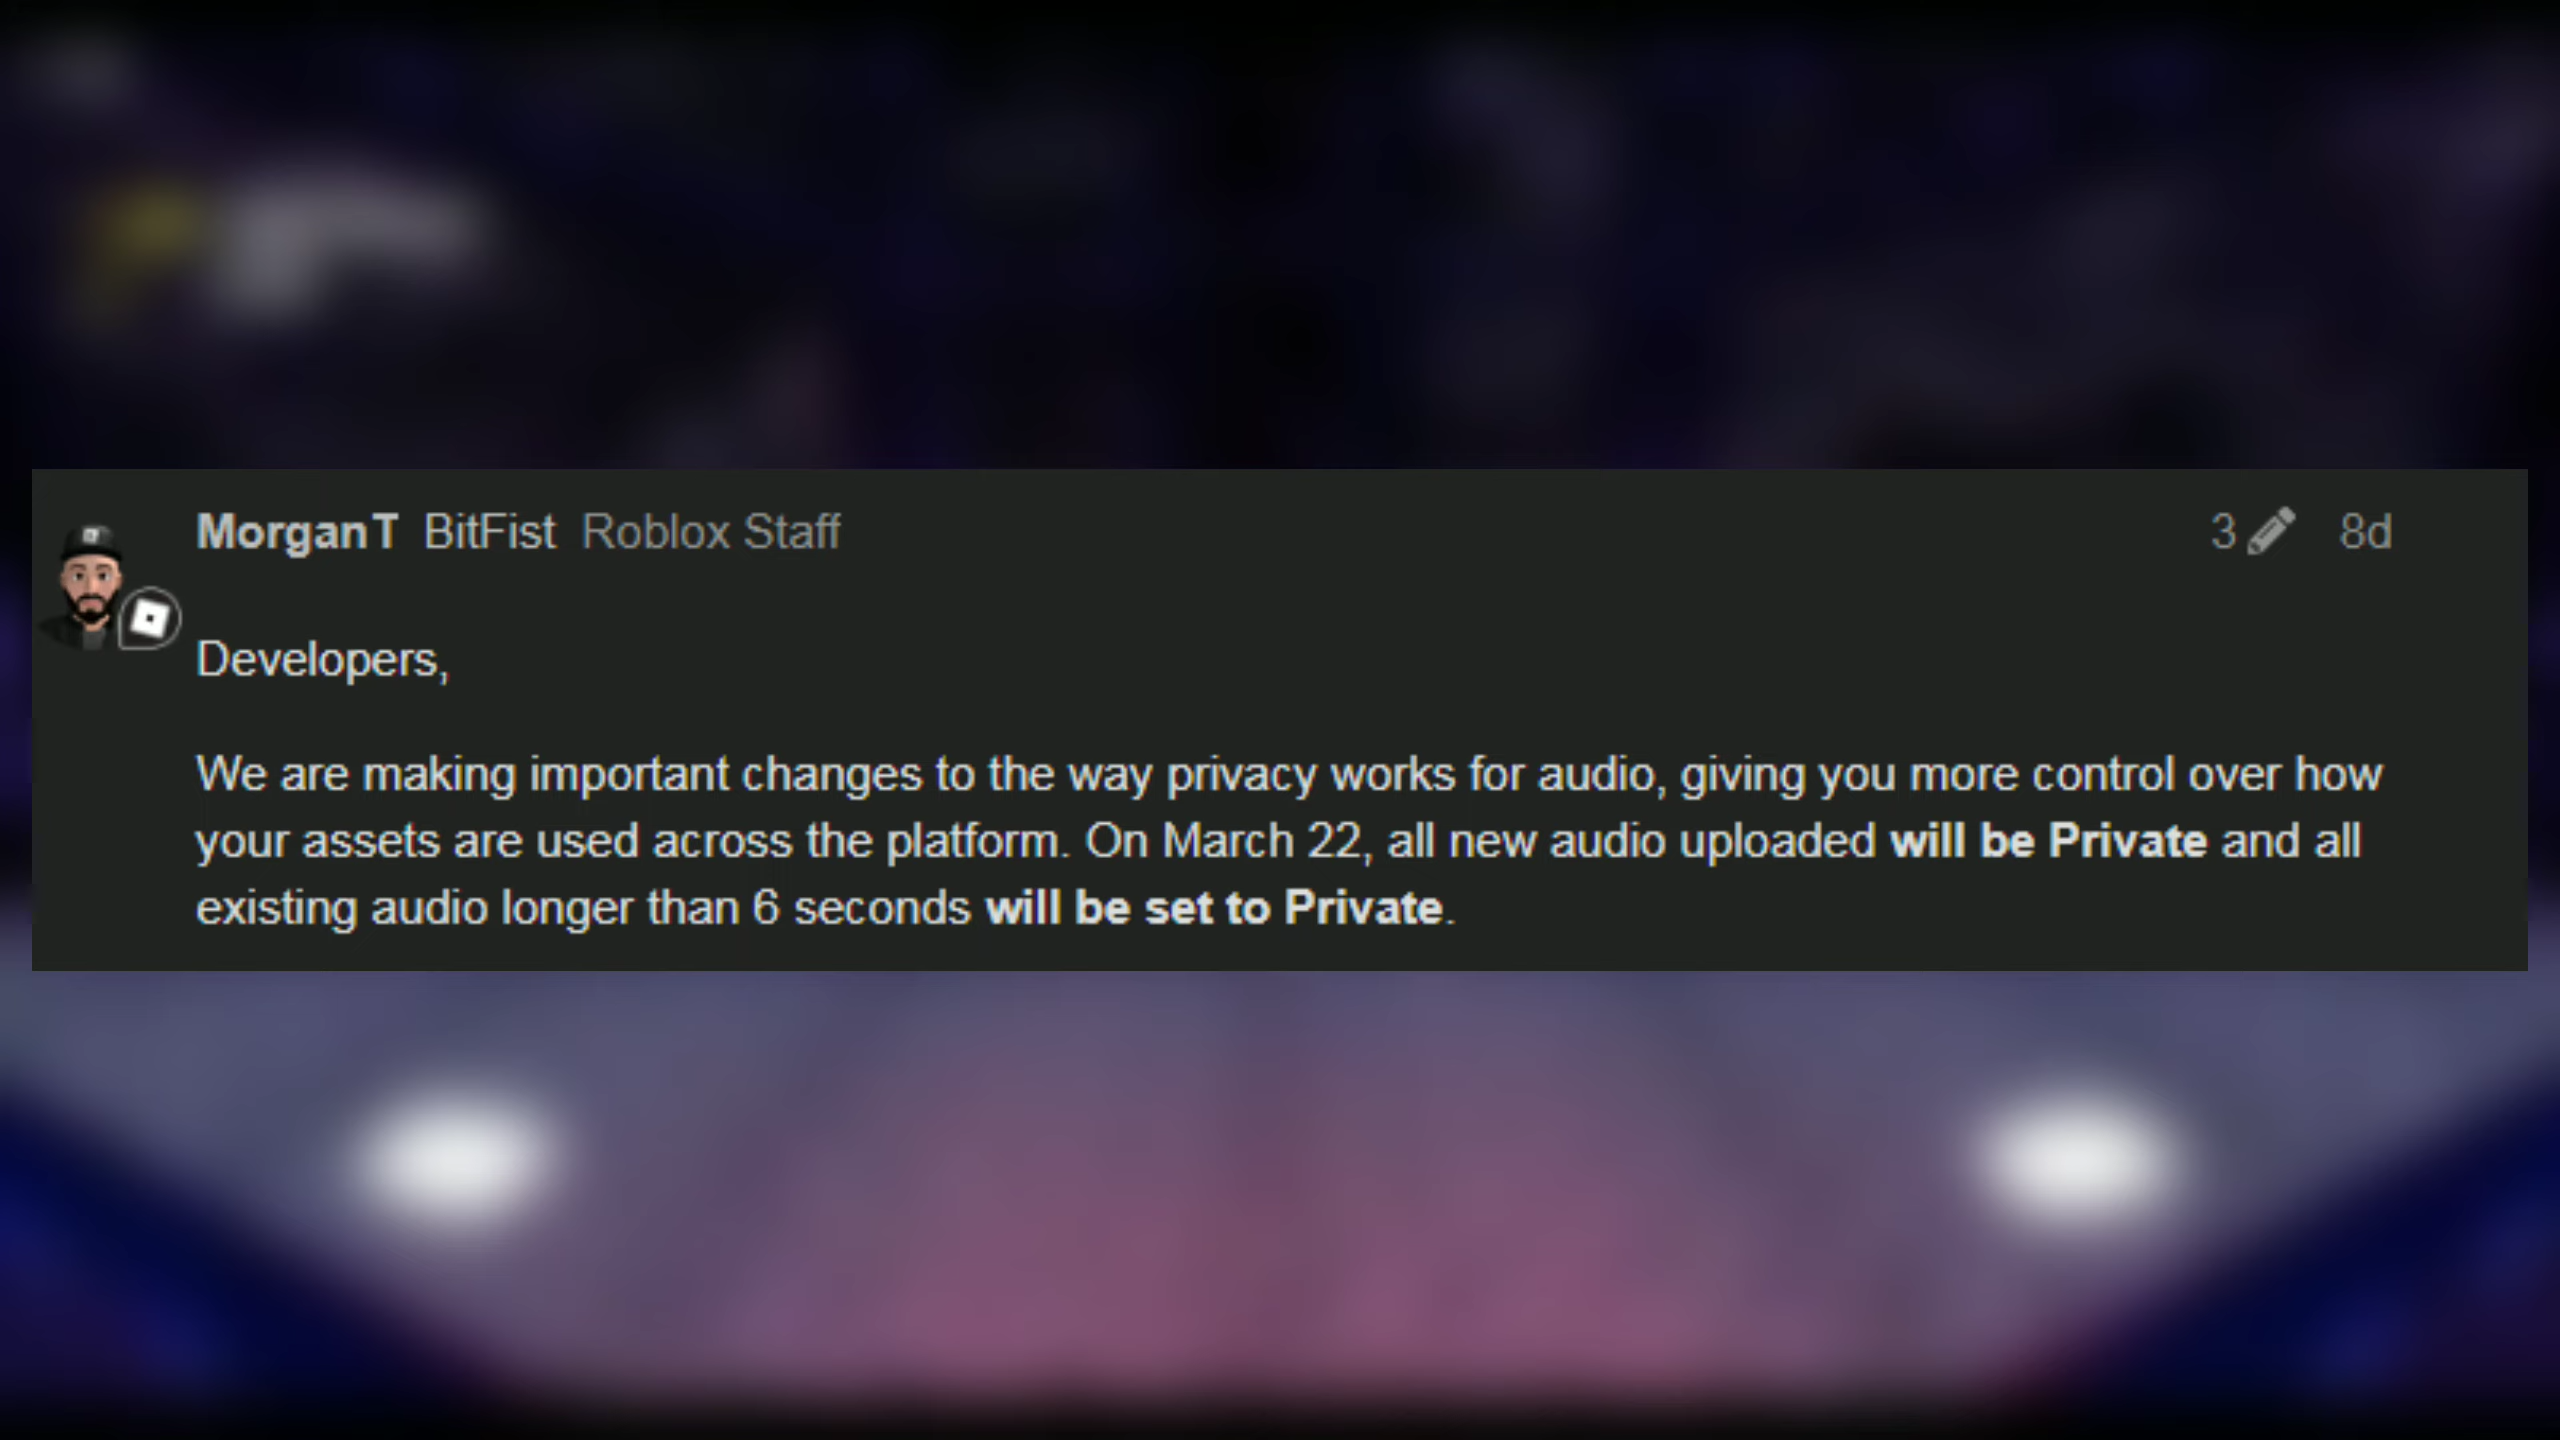 MorganT BitFist Roblox Staff 3 8d
Developers,
We are making important changes to the way privacy works for audio, giving you more control over how
your assets are used across the platform. On March 22, all new audio uploaded will be Private and all
existing audio longer than 6 seconds will be set to Private.